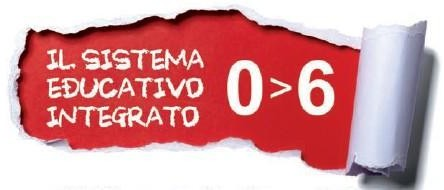 IL SISTEMA
EDUCATIVO
INTEGRATO
0>6